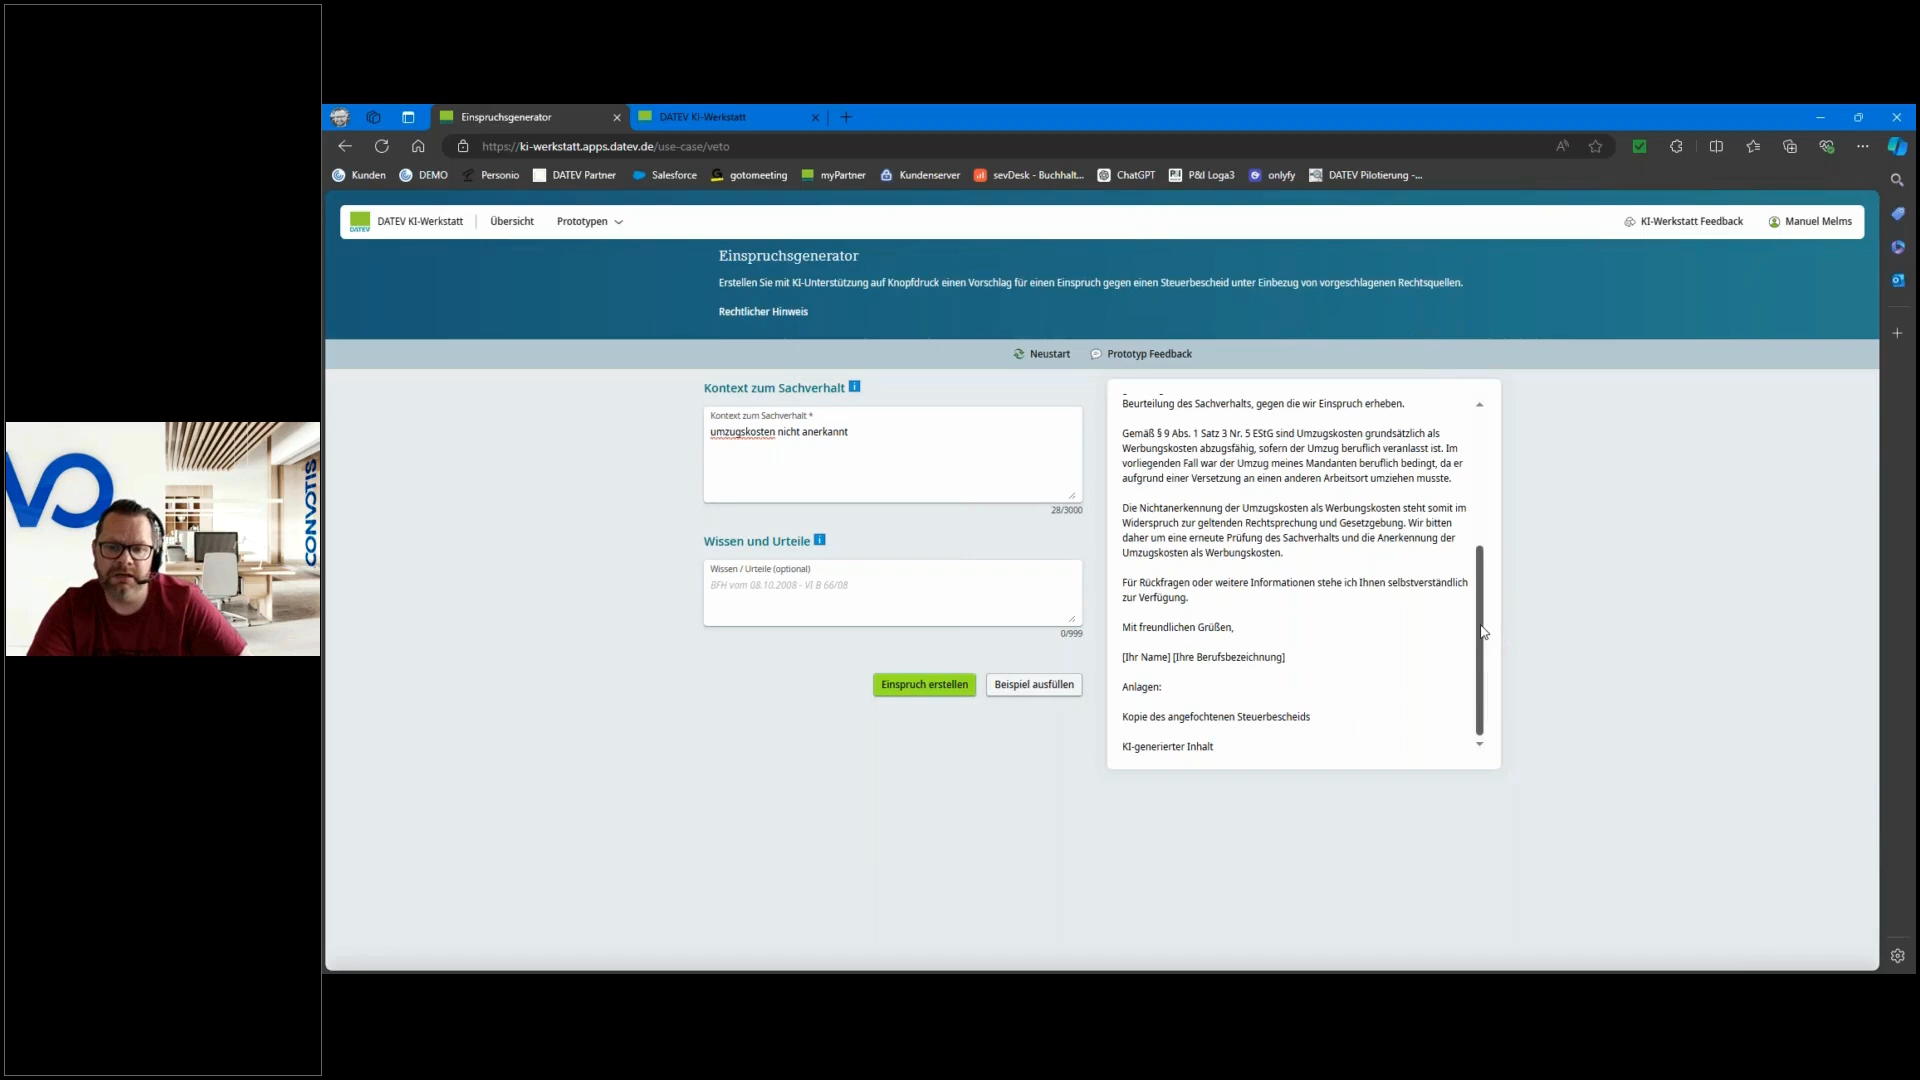 Einspruchsgenerator
DATEV KI-Werkstatt
https://ki-werkstatt.apps.datev.de/use-case/veto
Kunden
DEMO
Personio
DATEV Partner
Salesforce
gotomeeting
myPartner
Kundenserver
sevDesk - Buchhalt...
ChatGPT
P&I Loga3
onlyfy
DATEV Pilotierung -...
DATEV
DATEV KI-Werkstatt
Übersicht
Prototypen
KI-Werkstatt Feedback
Manuel Melms
Einspruchsgenerator
Erstellen Sie mit KI-Unterstützung auf Knopfdruck einen Vorschlag für einen Einspruch gegen einen Steuerbescheid unter Einbezug von vorgeschlagenen Rechtsquellen.
Rechtlicher Hinweis
Neustart
Prototyp Feedback
Kontext zum Sachverhalt
Kontext zum Sachverhalt *
umzugskosten nicht anerkannt
28/3000
Wissen und Urteile
Wissen / Urteile (optional)
BFH vom 08.10.2008 - VI B 66/08
0/999
Einspruch erstellen
Beispiel ausfüllen
Beurteilung des Sachverhalts, gegen die wir Einspruch erheben.
Gemäß § 9 Abs. 1 Satz 3 Nr. 5 EStG sind Umzugskosten grundsätzlich als
Werbungskosten abzugsfähig, sofern der Umzug beruflich veranlasst ist. Im
vorliegenden Fall war der Umzug meines Mandanten beruflich bedingt, da er
aufgrund einer Versetzung an einen anderen Arbeitsort umziehen musste.
Die Nichtanerkennung der Umzugskosten als Werbungskosten steht somit im
Widerspruch zur geltenden Rechtsprechung und Gesetzgebung. Wir bitten
daher um eine erneute Prüfung des Sachverhalts und die Anerkennung der
Umzugskosten als Werbungskosten.
Für Rückfragen oder weitere Informationen stehe ich Ihnen selbstverständlich
zur Verfügung.
Mit freundlichen Grüßen,
[Ihr Name] [Ihre Berufsbezeichnung]
Anlagen:
Kopie des angefochtenen Steuerbescheids
KI-generierter Inhalt
VO
CONVOTIS